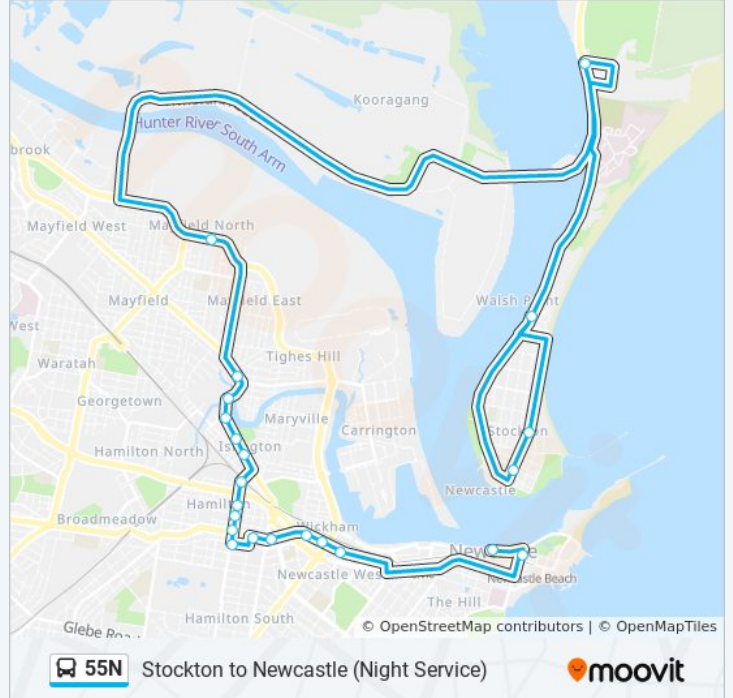 Kooragang
Hunter River South Arm
brook
Mayfield West
Mayfield North
Walsh Point
Mayfield
Mayfield East
West
Waratah
Tighes Hill
Georgetown
Maryville
Carrington
Stockton
Hamilton North
Islington
Newcastle
Hamilton
Broadmeadow
Wickham
Newcastle
Newcastle West
Newcastle Beach
The Hill
Hamilton South
Glebe Roa
© OpenStreetMap contributors | © OpenMapTiles
55N Stockton to Newcastle (Night Service) moovit